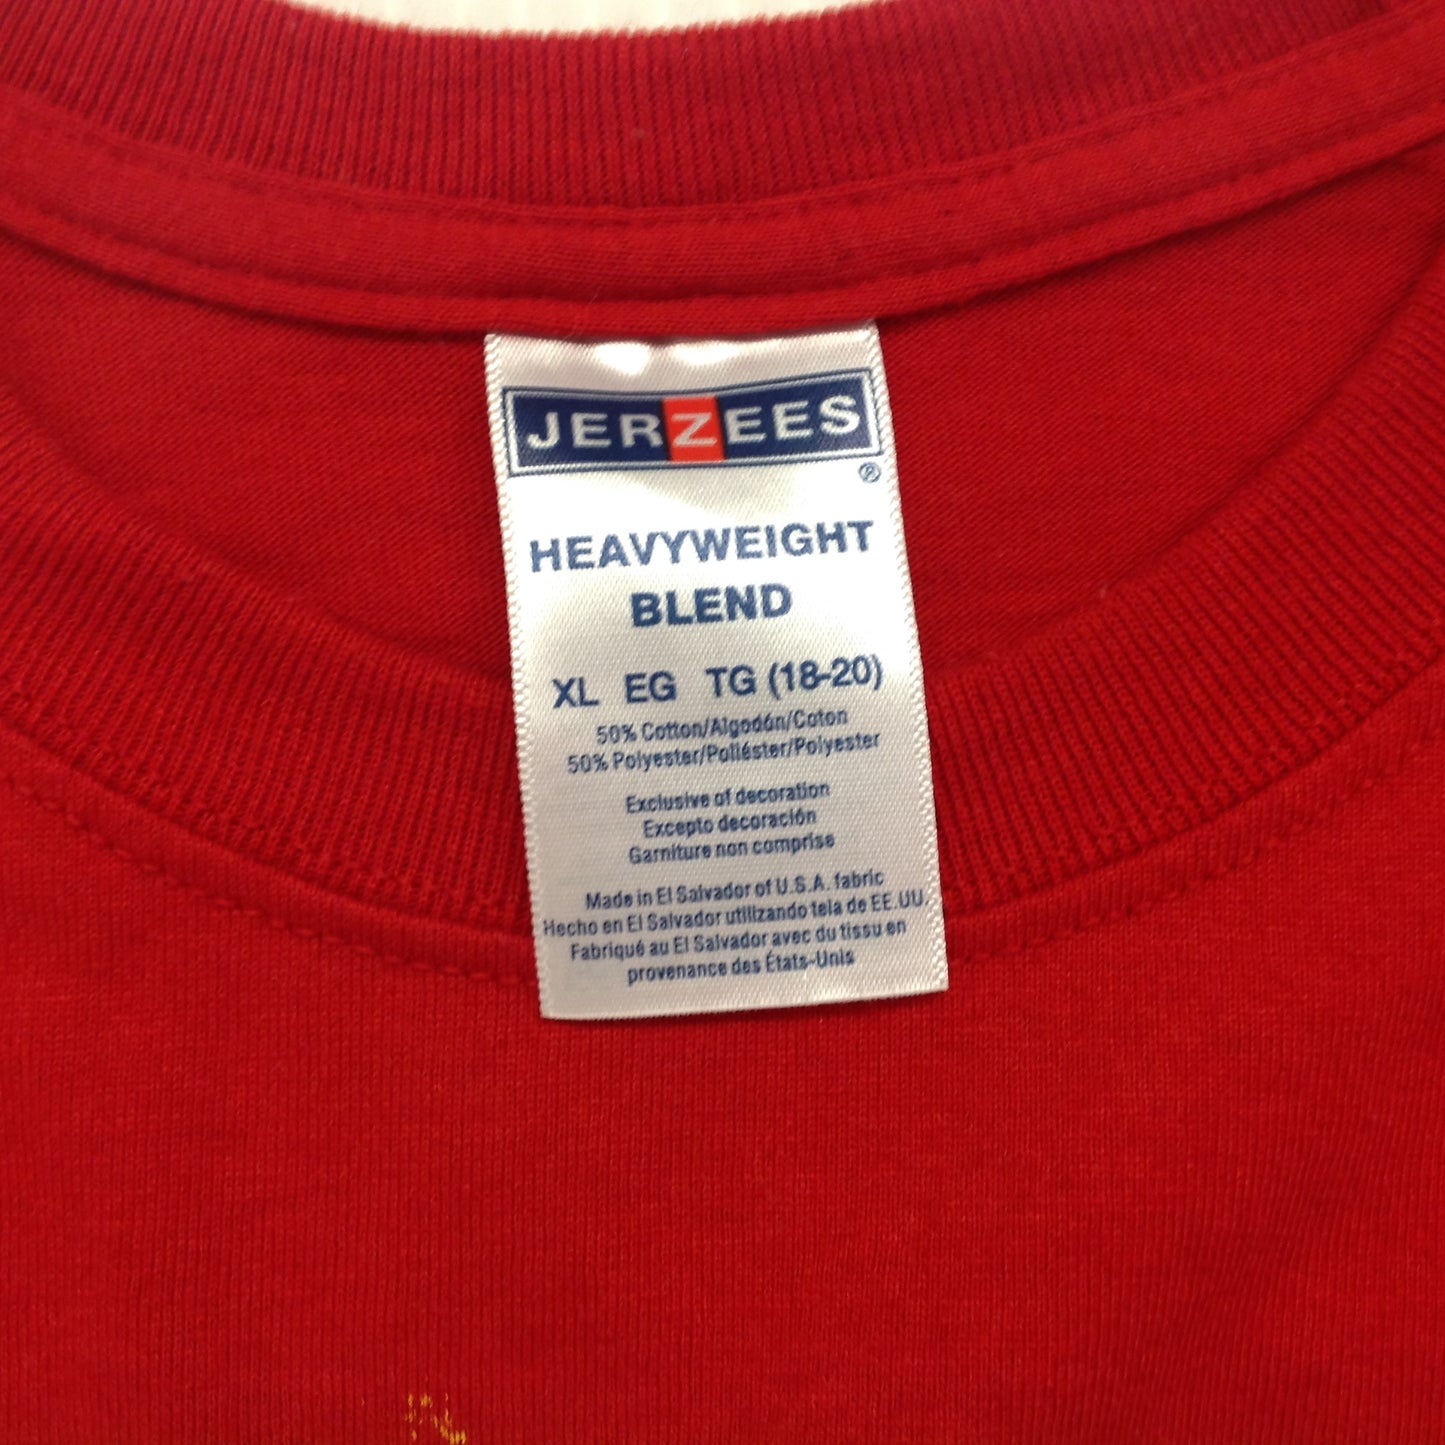 JERZEES
®
HEAVYWEIGHT
BLEND
XL EG TG (18-20)
50% Cotton/Algodón/Coton
50% Polyester/Poliéster/Polyester
Exclusive of decoration
Excepto decoración
Garniture non comprise
Made in El Salvador of U.S.A. fabric
Hecho en El Salvador utilizando tela de EE.UU.
Fabriqué au El Salvador avec du tissu en
provenance des États-Unis